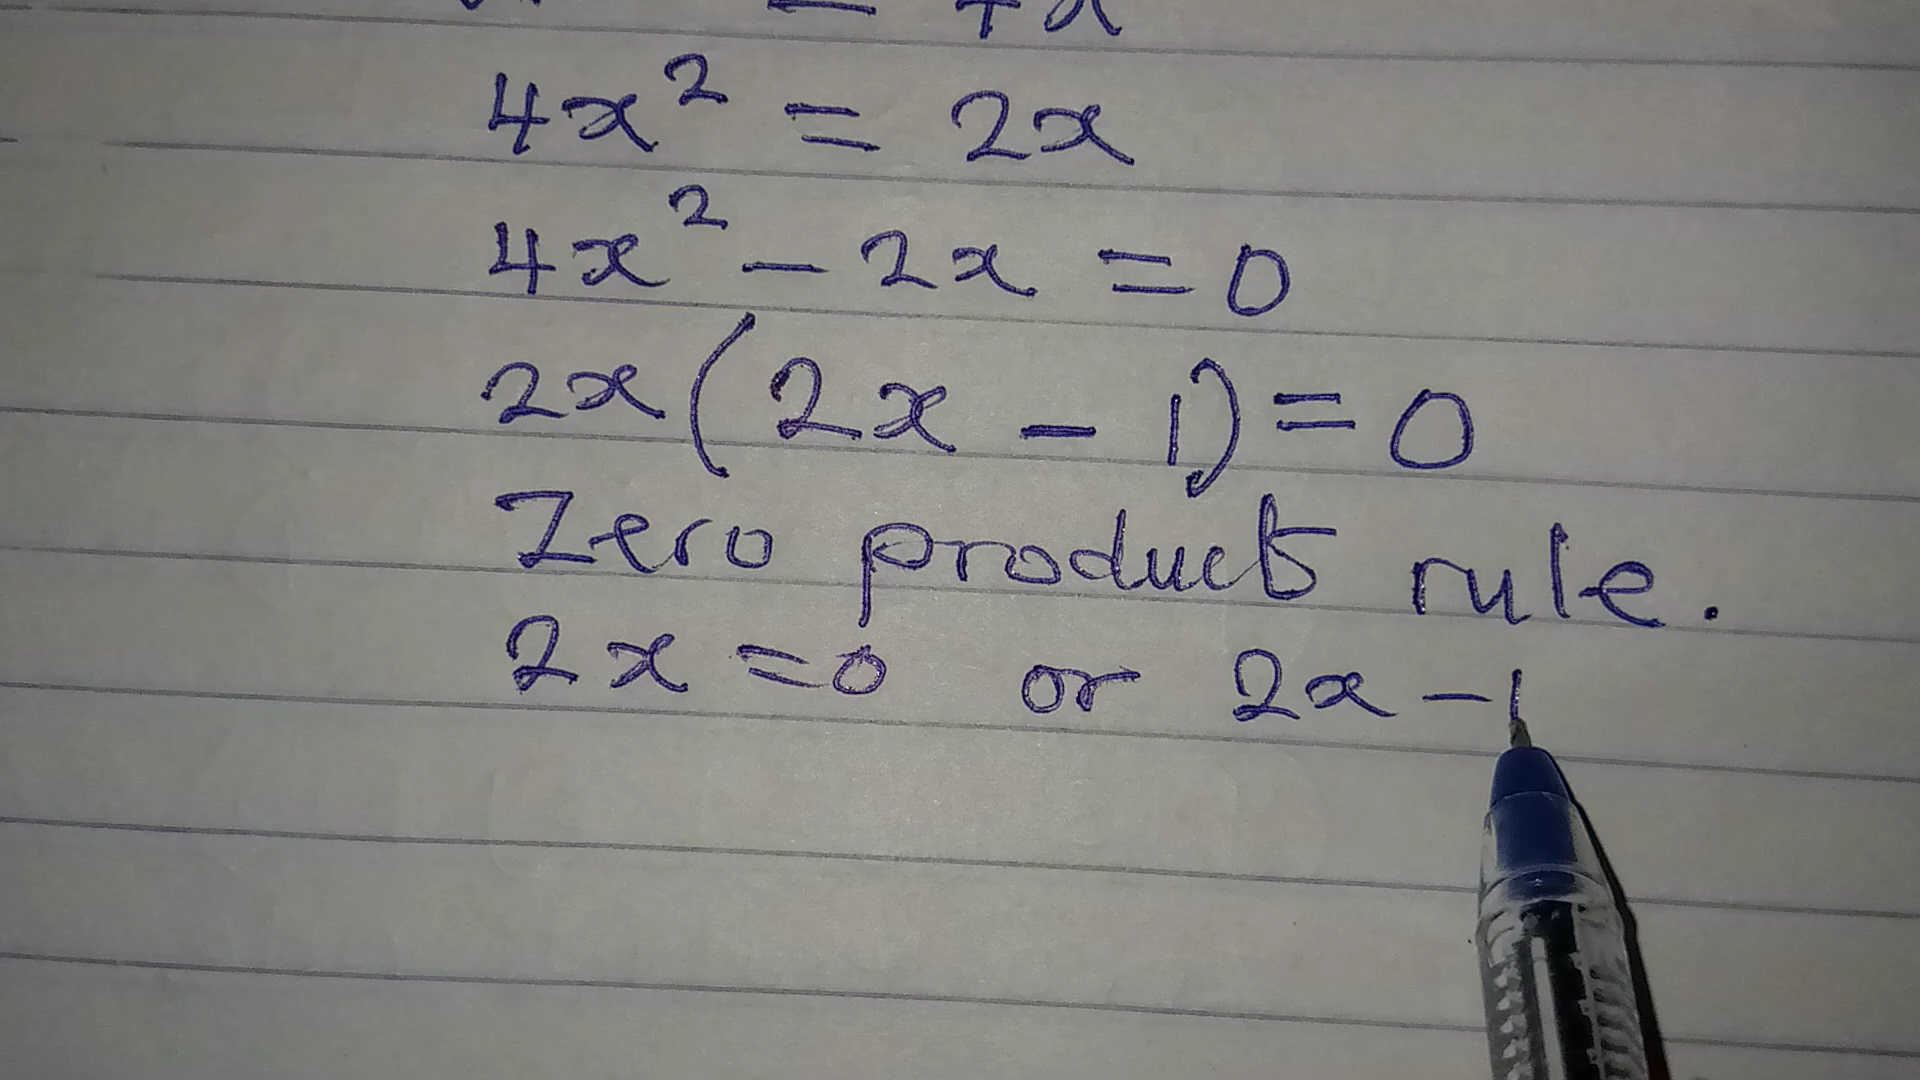 4x² = 2x
4x² - 2x = 0
2x(2x - 1) = 0
Zero product rule.
2x = 0 or 2x - 1